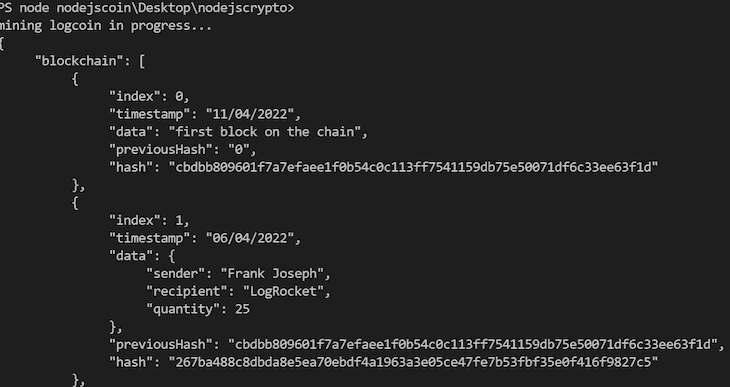 PS node nodejscoin\Desktop\nodejscrypto>
mining logcoin in progress...
{
"blockchain": [
{
"index": 0,
"timestamp": "11/04/2022",
"data": "first block on the chain",
"previousHash": "0",
"hash": "cbdbb809601f7a7efaee1f0b54c0c113ff7541159db75e50071df6c33ee63f1d"
},
{
"index": 1,
"timestamp": "06/04/2022",
"data": {
"sender": "Frank Joseph",
"recipient": "LogRocket",
"quantity": 25
},
"previousHash": "cbdbb809601f7a7efaee1f0b54c0c113ff7541159db75e50071df6c33ee63f1d",
"hash": "267ba488c8dbda8e5ea70ebdf4a1963a3e05ce47fe7b53fbf35e0f416f9827c5"
},